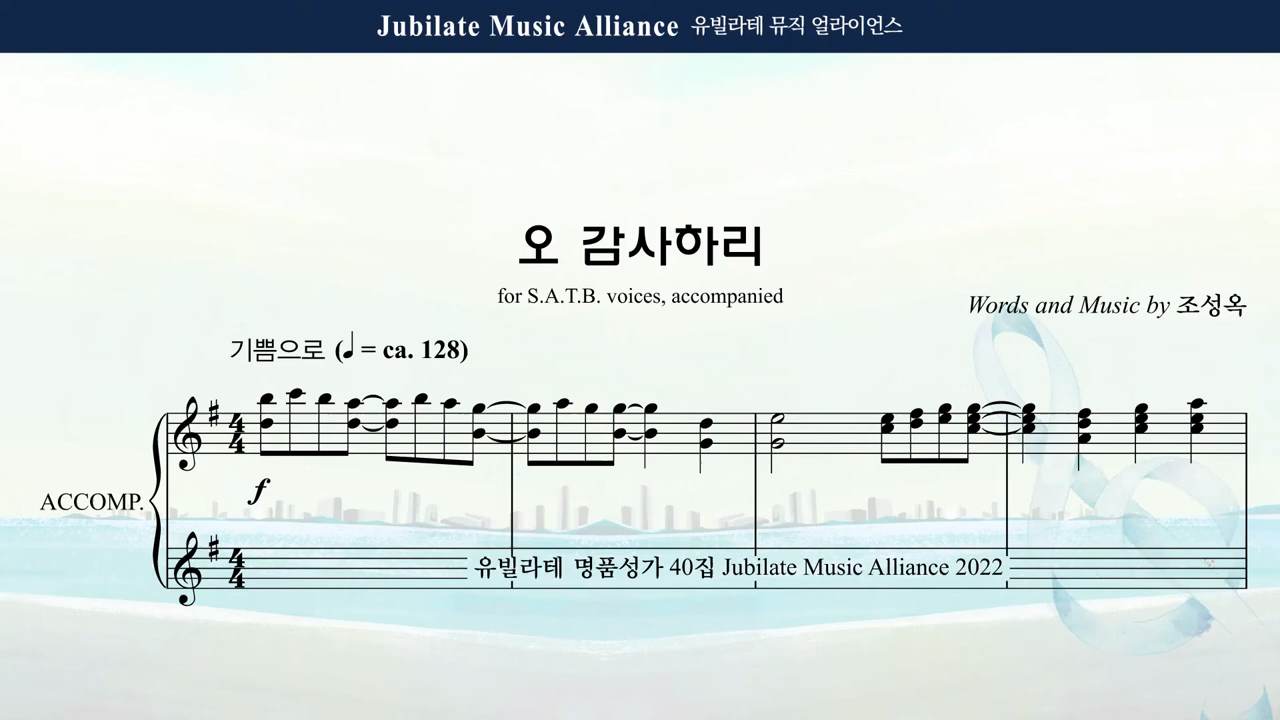 Jubilate Music Alliance 유빌라테 뮤직 얼라이언스
오 감사하리
for S.A.T.B. voices, accompanied
Words and Music by 조성옥
기쁨으로 (♩ = ca. 128)
f
ACCOMP.
유빌라테 명품성가 40집 Jubilate Music Alliance 2022